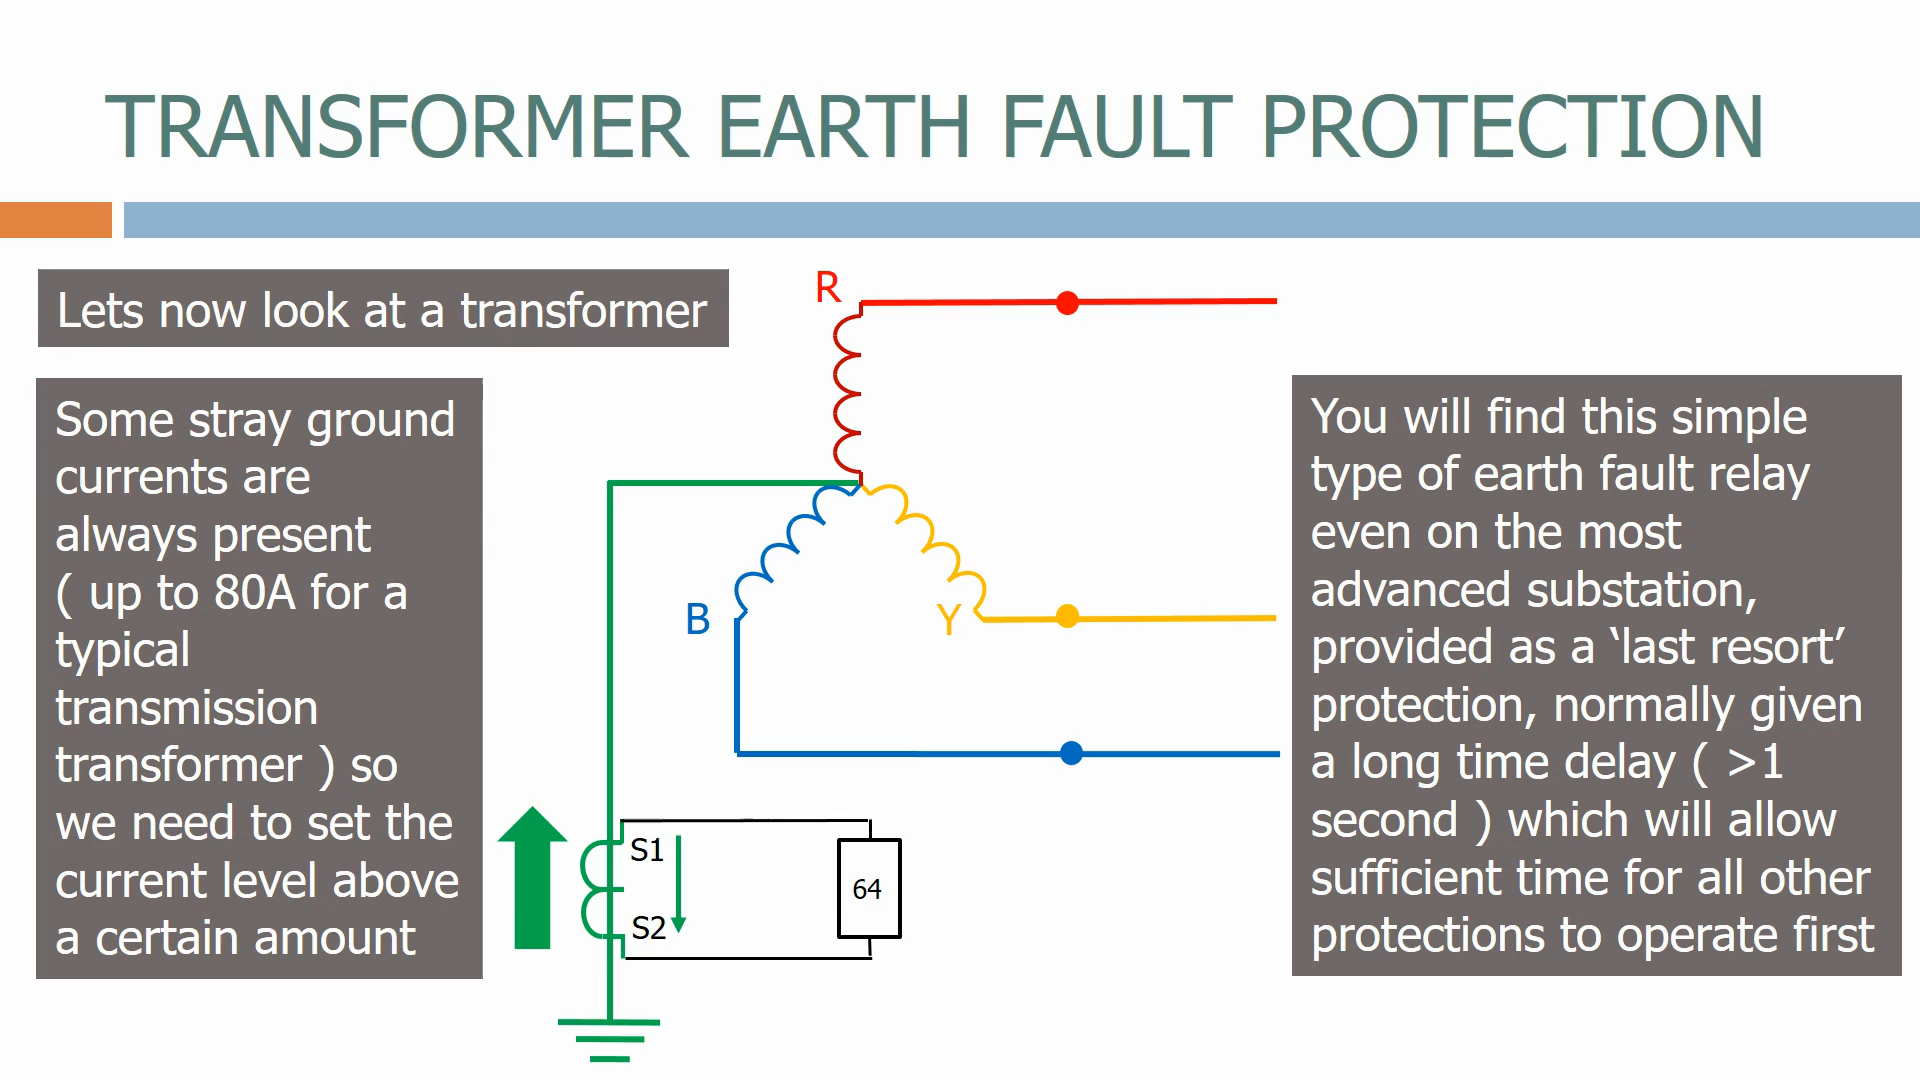 TRANSFORMER EARTH FAULT PROTECTION
Lets now look at a transformer
Some stray ground
currents are
always present
( up to 80A for a
typical
transmission
transformer ) so
we need to set the
current level above
a certain amount
R
B
Y
S1
S2
64
You will find this simple
type of earth fault relay
even on the most
advanced substation,
provided as a ‘last resort’
protection, normally given
a long time delay ( >1
second ) which will allow
sufficient time for all other
protections to operate first